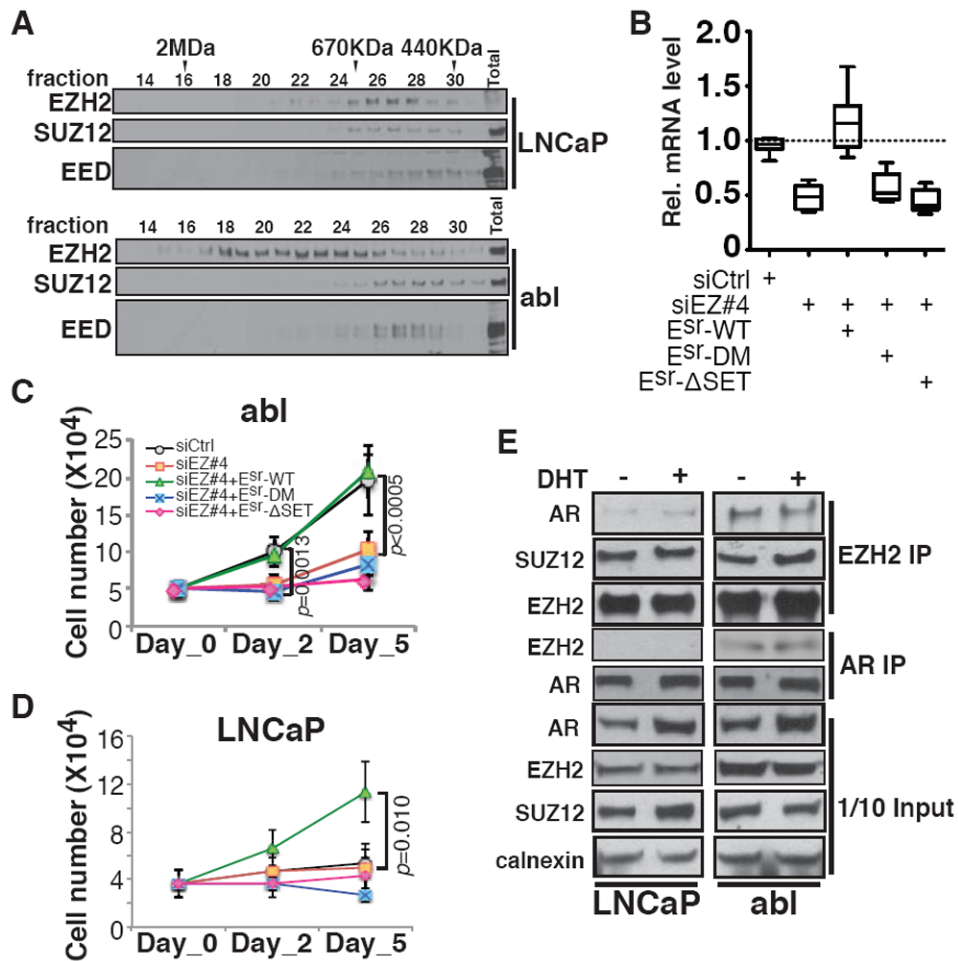 A
2MDa 670KDa 440KDa
fraction 14 16 18 20 22 24 26 28 30 Total
EZH2
SUZ12
EED
LNCaP
fraction 14 16 18 20 22 24 26 28 30 Total
EZH2
SUZ12
EED
abl
B
Rel. mRNA level
2.0
1.5
1.0
0.5
0
siCtrl +
siEZ#4 + + + +
Esr-WT +
Esr-DM +
Esr-ΔSET +
C
abl
Cell number (X10⁴)
25
20
15
10
5
0
siCtrl
siEZ#4
siEZ#4+Esr-WT
siEZ#4+Esr-DM
siEZ#4+Esr-ΔSET
p=0.0013
p<0.0005
Day_0 Day_2 Day_5
D
LNCaP
Cell number (X10⁴)
16
12
8
4
0
p=0.010
Day_0 Day_2 Day_5
E
DHT - + - +
AR
SUZ12
EZH2
EZH2 IP
EZH2
AR
AR IP
AR
EZH2
SUZ12
calnexin
1/10 Input
LNCaP abl